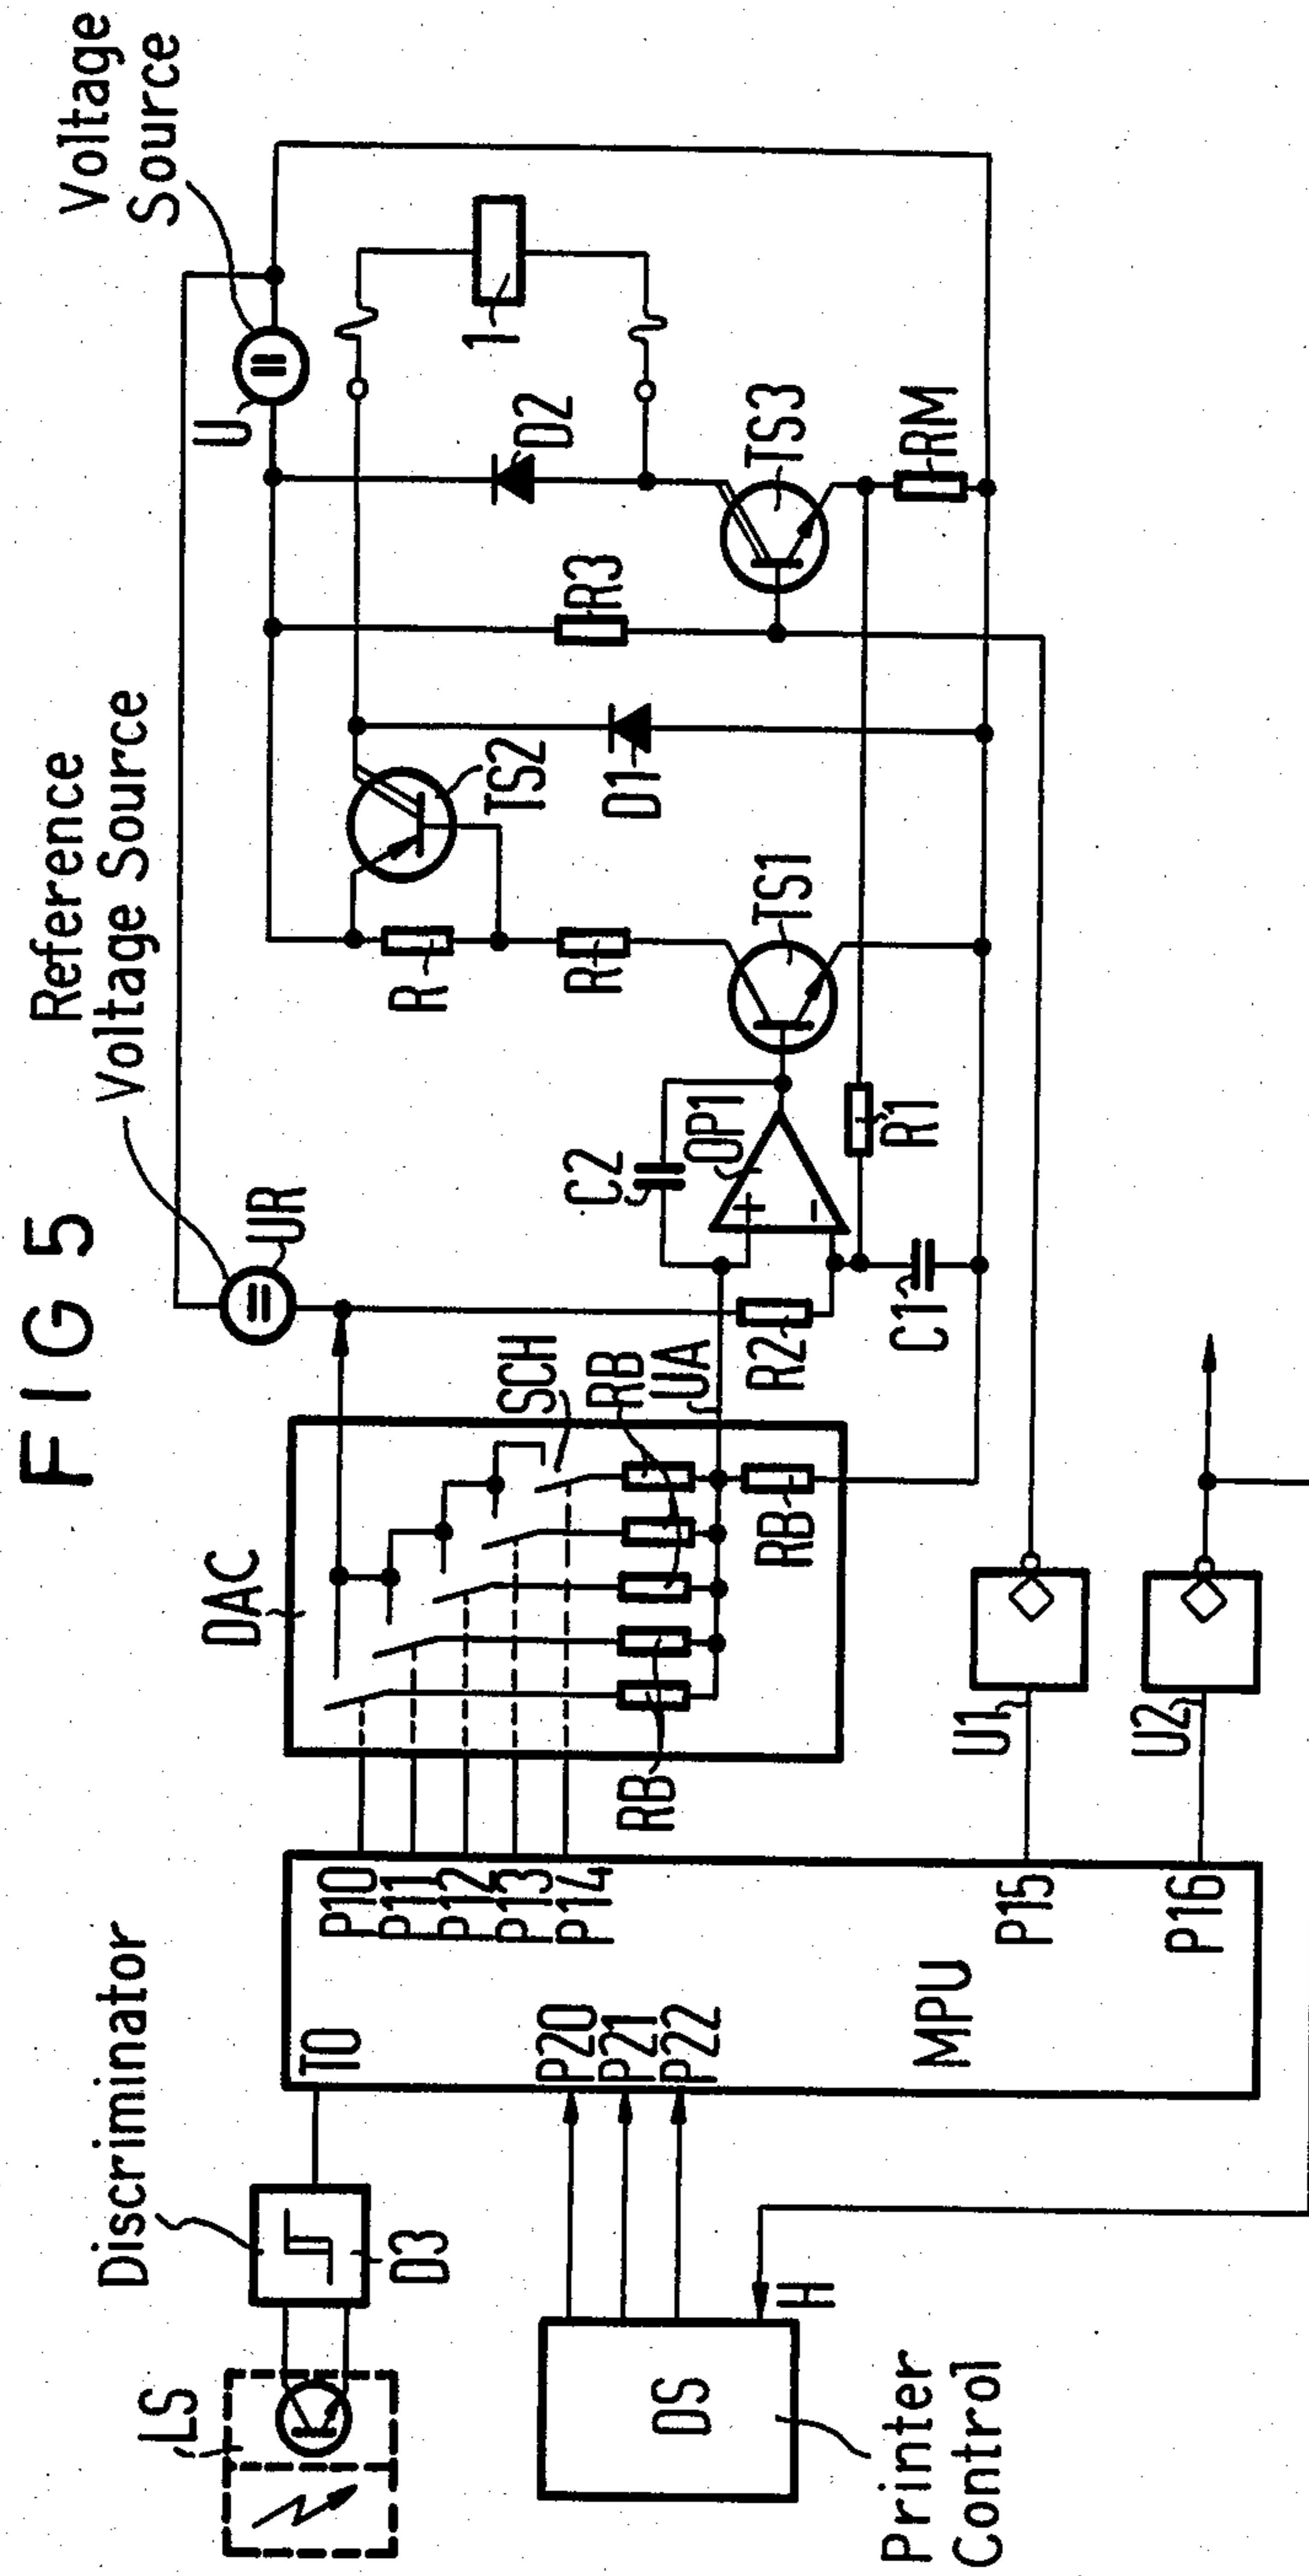 FIG 5
Reference
Voltage Source
Voltage
Source
UR
U
DAC
SCH
RB
UA
RB
RB
R2
C1
C2
OP1
R1
R
R
TS1
TS2
D1
R3
D2
TS3
RM
1
Discriminator
LS
D3
T0
P10
P11
P12
P13
P14
P20
P21
P22
MPU
P15
P16
U1
U2
DS
H
Printer
Control